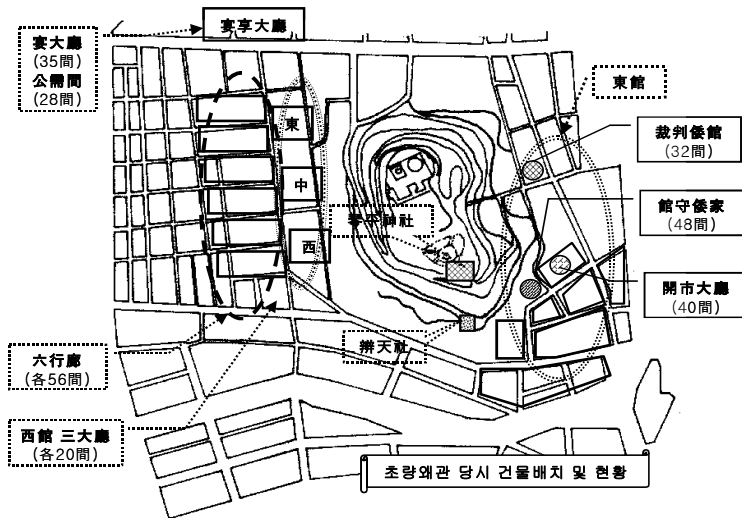 宴享大廳
宴大廳
(35間)
公需間
(28間)
東館
東
裁判倭館
(32間)
中
館守倭家
(48間)
琴平神社
西
開市大廳
(40間)
辨天社
六行廊
(各56間)
西館 三大廳
(各20間)
초량왜관 당시 건물배치 및 현황